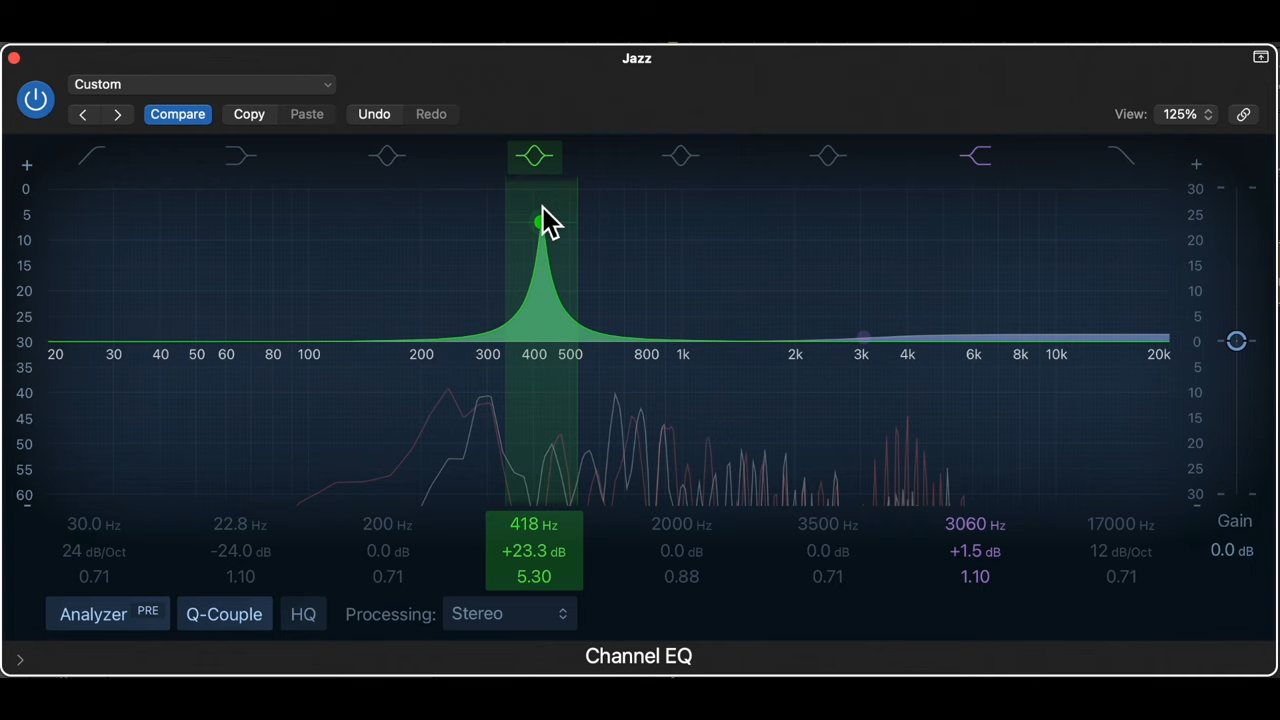 Jazz
Custom
Compare Copy Paste Undo Redo View: 125%
+ +
0 30
5 25
10 20
15 15
20 10
25 5
30 0
20 30 40 50 60 80 100 200 300 400 500 800 1k 2k 3k 4k 6k 8k 10k 20k
35 5
40 10
45 15
50 20
55 25
60 30
- -
30.0 Hz 22.8 Hz 200 Hz 418 Hz 2000 Hz 3500 Hz 3060 Hz 17000 Hz Gain
24 dB/Oct -24.0 dB 0.0 dB +23.3 dB 0.0 dB 0.0 dB +1.5 dB 12 dB/Oct 0.0 dB
0.71 1.10 0.71 5.30 0.88 0.71 1.10 0.71
Analyzer PRE Q-Couple HQ Processing: Stereo
Channel EQ